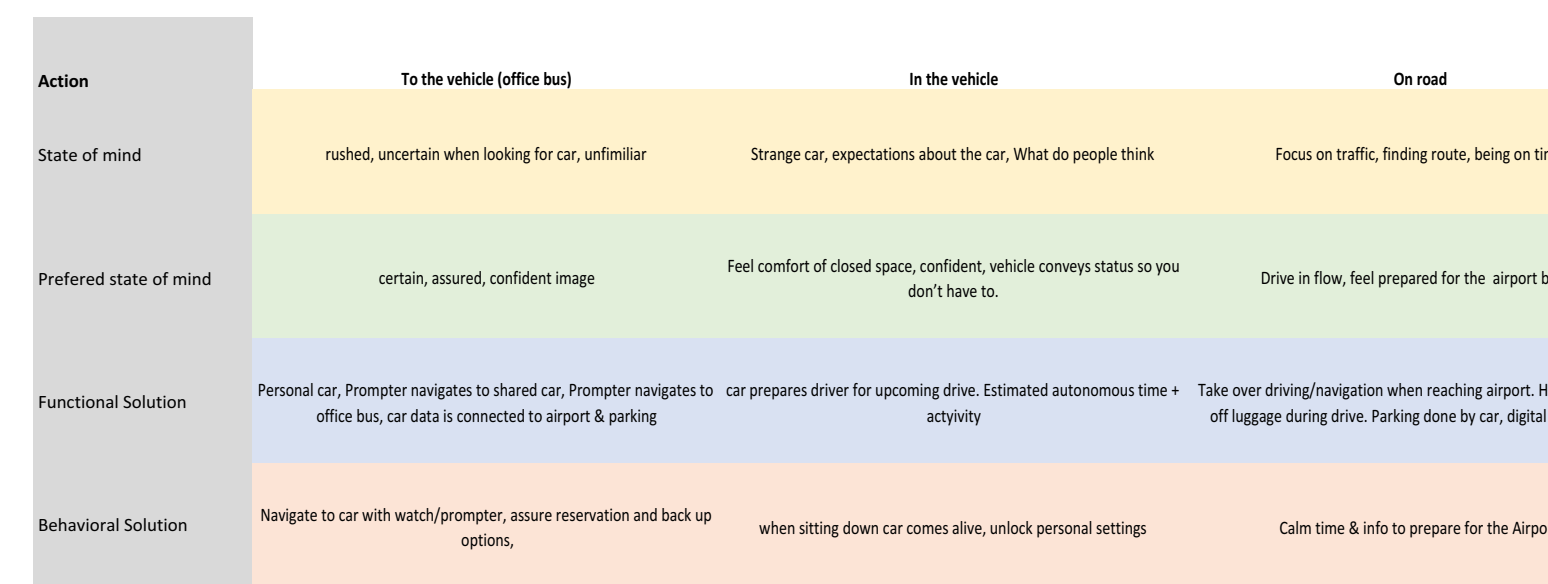 Action To the vehicle (office bus) In the vehicle On road
State of mind rushed, uncertain when looking for car, unfimiliar Strange car, expectations about the car, What do people think Focus on traffic, finding route, being on
Prefered state of mind certain, assured, confident image Feel comfort of closed space, confident, vehicle conveys status so you
don't have to. Drive in flow, feel prepared for the airport
Functional Solution Personal car, Prompter navigates to shared car, Prompter navigates to
office bus, car data is connected to airport & parking car prepares driver for upcoming drive. Estimated autonomous time +
actyivity Take over driving/navigation when reaching airport.
off luggage during drive. Parking done by car, digital
Behavioral Solution Navigate to car with watch/prompter, assure reservation and back up
options, when sitting down car comes alive, unlock personal settings Calm time & info to prepare for the